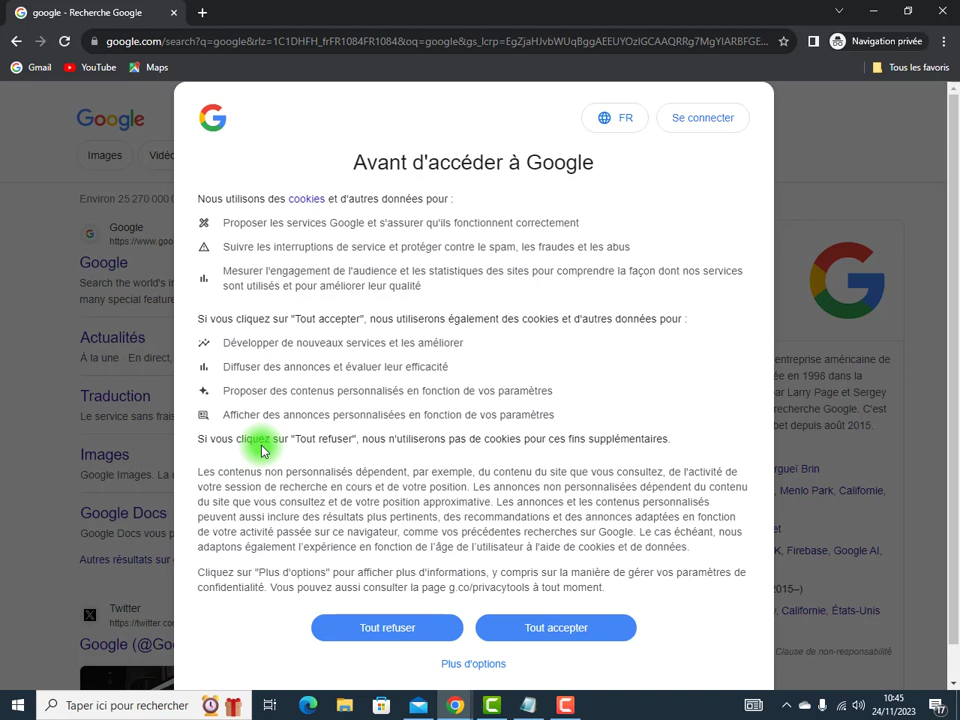 google - Recherche Google
google.com/search?q=google&rlz=1C1DHFH_frFR1084FR1084&oq=google&gs_lcrp=EgZjaHJvbWUqBggAEEUYOzIGCAAQRRg7MgYIARBFGE...
Navigation privée
Gmail
YouTube
Maps
Tous les favoris
Google
Images
Vidéo
Environ 25 270 000
Google
https://www.goo
Google
Search the world's in
many special feature
Actualités
À la une · En direct,
Traduction
Le service sans frais
Images
Google Images. La
Google Docs
Google Docs vous p
Autres résultats sur
Twitter
https://twitter.com
Google (@Goo
FR
Se connecter
Avant d'accéder à Google
Nous utilisons des cookies et d'autres données pour :
Proposer les services Google et s'assurer qu'ils fonctionnent correctement
Suivre les interruptions de service et protéger contre le spam, les fraudes et les abus
Mesurer l'engagement de l'audience et les statistiques des sites pour comprendre la façon dont nos services
sont utilisés et pour améliorer leur qualité
Si vous cliquez sur "Tout accepter", nous utiliserons également des cookies et d'autres données pour :
Développer de nouveaux services et les améliorer
Diffuser des annonces et évaluer leur efficacité
Proposer des contenus personnalisés en fonction de vos paramètres
Afficher des annonces personnalisées en fonction de vos paramètres
Si vous cliquez sur "Tout refuser", nous n'utiliserons pas de cookies pour ces fins supplémentaires.
Les contenus non personnalisés dépendent, par exemple, du contenu du site que vous consultez, de l'activité de
votre session de recherche en cours et de votre position. Les annonces non personnalisées dépendent du contenu
du site que vous consultez et de votre position approximative. Les annonces et les contenus personnalisés
peuvent aussi inclure des résultats plus pertinents, des recommandations et des annonces adaptées en fonction
de votre activité passée sur ce navigateur, comme vos précédentes recherches sur Google. Le cas échéant, nous
adaptons également l'expérience en fonction de l'âge de l'utilisateur à l'aide de cookies et de données.
Cliquez sur "Plus d'options" pour afficher plus d'informations, y compris sur la manière de gérer vos paramètres de
confidentialité. Vous pouvez aussi consulter la page g.co/privacytools à tout moment.
Tout refuser
Tout accepter
Plus d'options
entreprise américaine de
ée en 1998 dans la
ar Larry Page et Sergey
recherche Google. C'est
bet depuis août 2015.
gueï Brin
, Menlo Park, Californie,
et
K, Firebase, Google AI,
2015–)
, Californie, États-Unis
Clause de non-responsabilité
Taper ici pour rechercher
10:45
24/11/2023
17